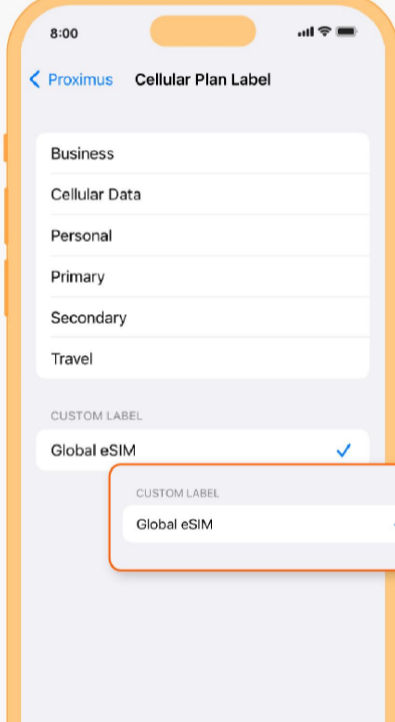 8:00
Proximus Cellular Plan Label
Business
Cellular Data
Personal
Primary
Secondary
Travel
CUSTOM LABEL
Global eSIM
CUSTOM LABEL
Global eSIM